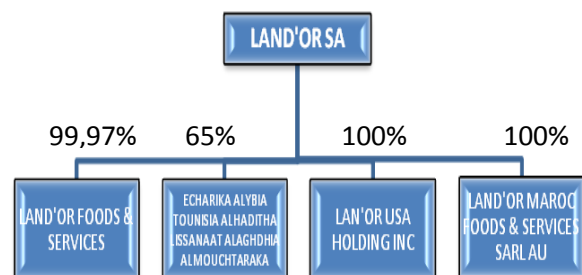 LAND'OR SA
99,97% 65% 100% 100%
LAND'OR FOODS &
SERVICES
ECHARIKA ALYBIA
TOUNISIA ALHADITHA
LISSANAAT ALAGHDHIA
ALMOUCHTARAKA
LAN'OR USA
HOLDING INC
LAND'OR MAROC
FOODS & SERVICES
SARL AU